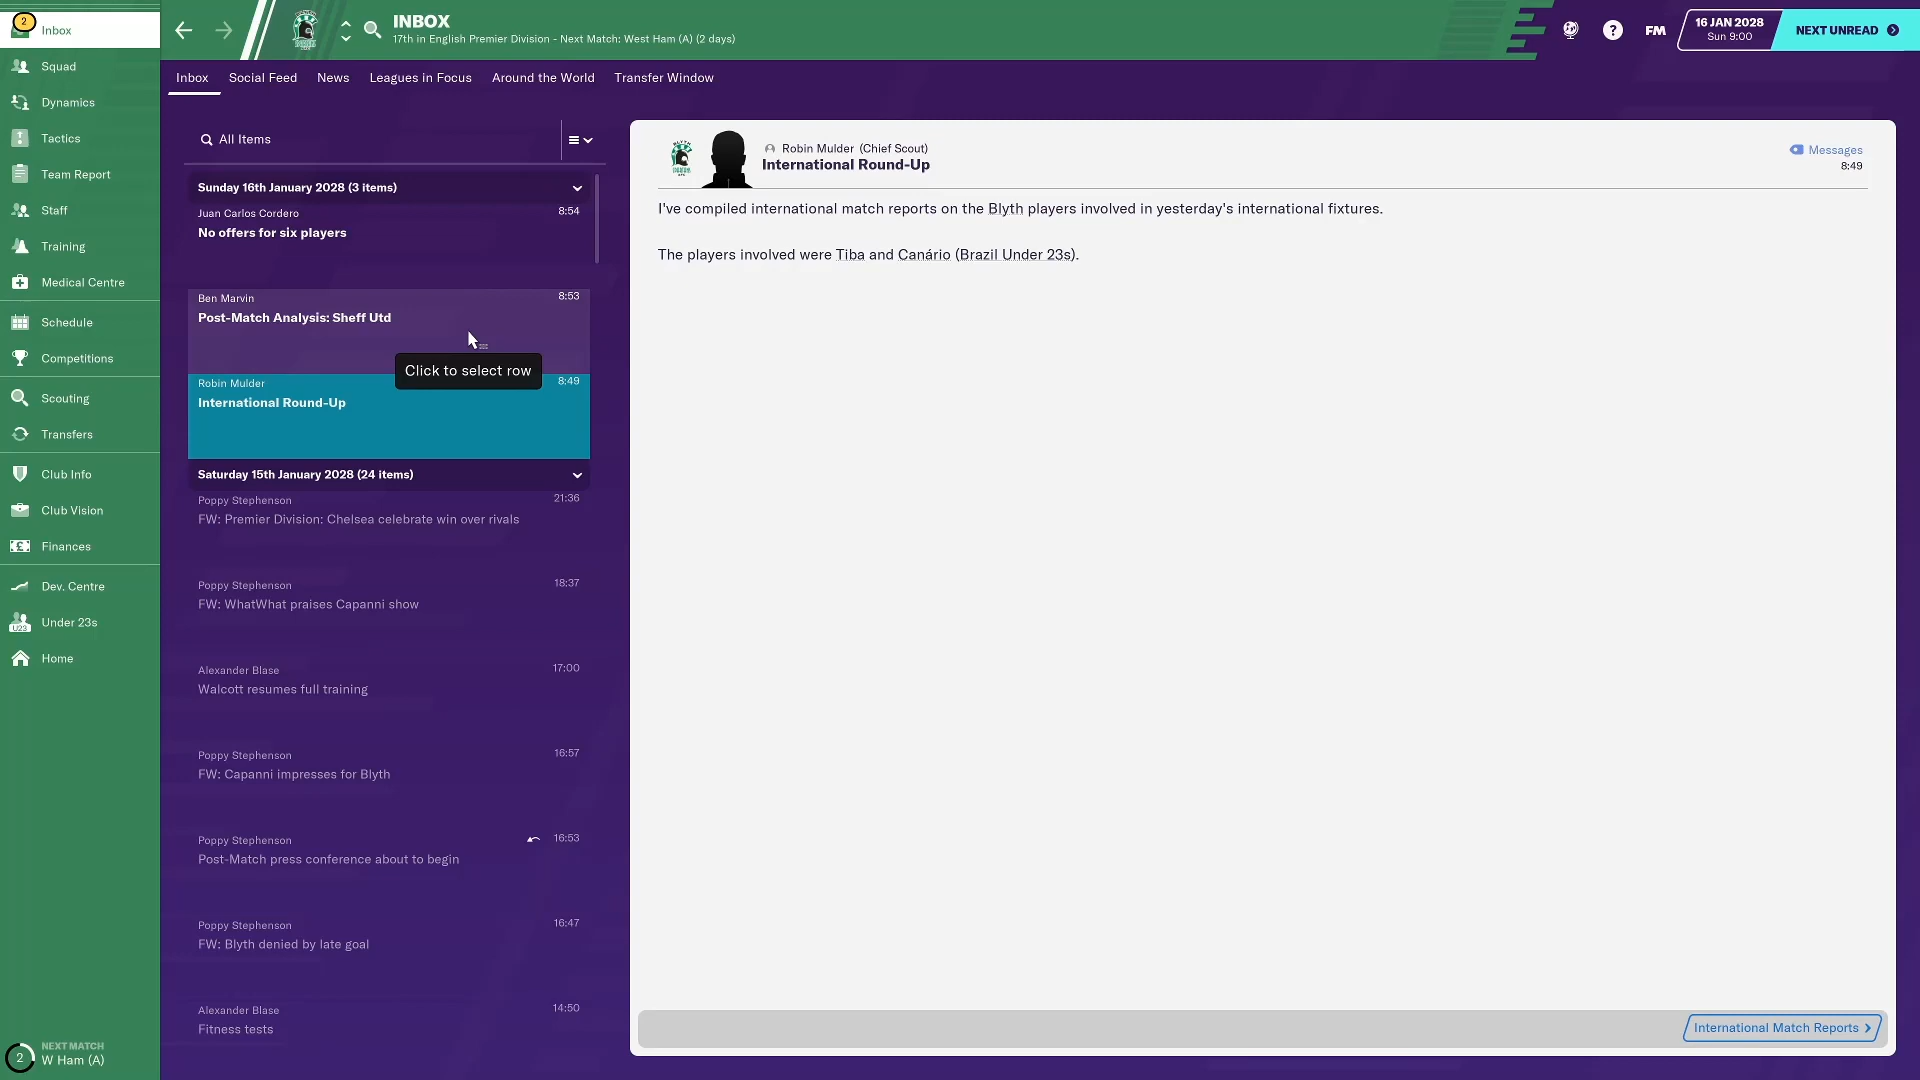 2
Inbox
Squad
Dynamics
Tactics
Team Report
Staff
Training
Medical Centre
Schedule
Competitions
Scouting
Transfers
Club Info
Club Vision
Finances
Dev. Centre
U23
Under 23s
Home
2
NEXT MATCH
W Ham (A)
INBOX
17th in English Premier Division - Next Match: West Ham (A) (2 days)
?
FM
16 JAN 2028
Sun 9:00
NEXT UNREAD
Inbox Social Feed News Leagues in Focus Around the World Transfer Window
All Items
Sunday 16th January 2028 (3 items)
Juan Carlos Cordero 8:54
No offers for six players
Ben Marvin 8:53
Post-Match Analysis: Sheff Utd
Click to select row
Robin Mulder 8:49
International Round-Up
Saturday 15th January 2028 (24 items)
Poppy Stephenson 21:36
FW: Premier Division: Chelsea celebrate win over rivals
Poppy Stephenson 18:37
FW: WhatWhat praises Capanni show
Alexander Blase 17:00
Walcott resumes full training
Poppy Stephenson 16:57
FW: Capanni impresses for Blyth
Poppy Stephenson 16:53
Post-Match press conference about to begin
Poppy Stephenson 16:47
FW: Blyth denied by late goal
Alexander Blase 14:50
Fitness tests
Robin Mulder (Chief Scout)
International Round-Up
Messages
8:49
I've compiled international match reports on the Blyth players involved in yesterday's international fixtures.
The players involved were Tiba and Canário (Brazil Under 23s).
International Match Reports